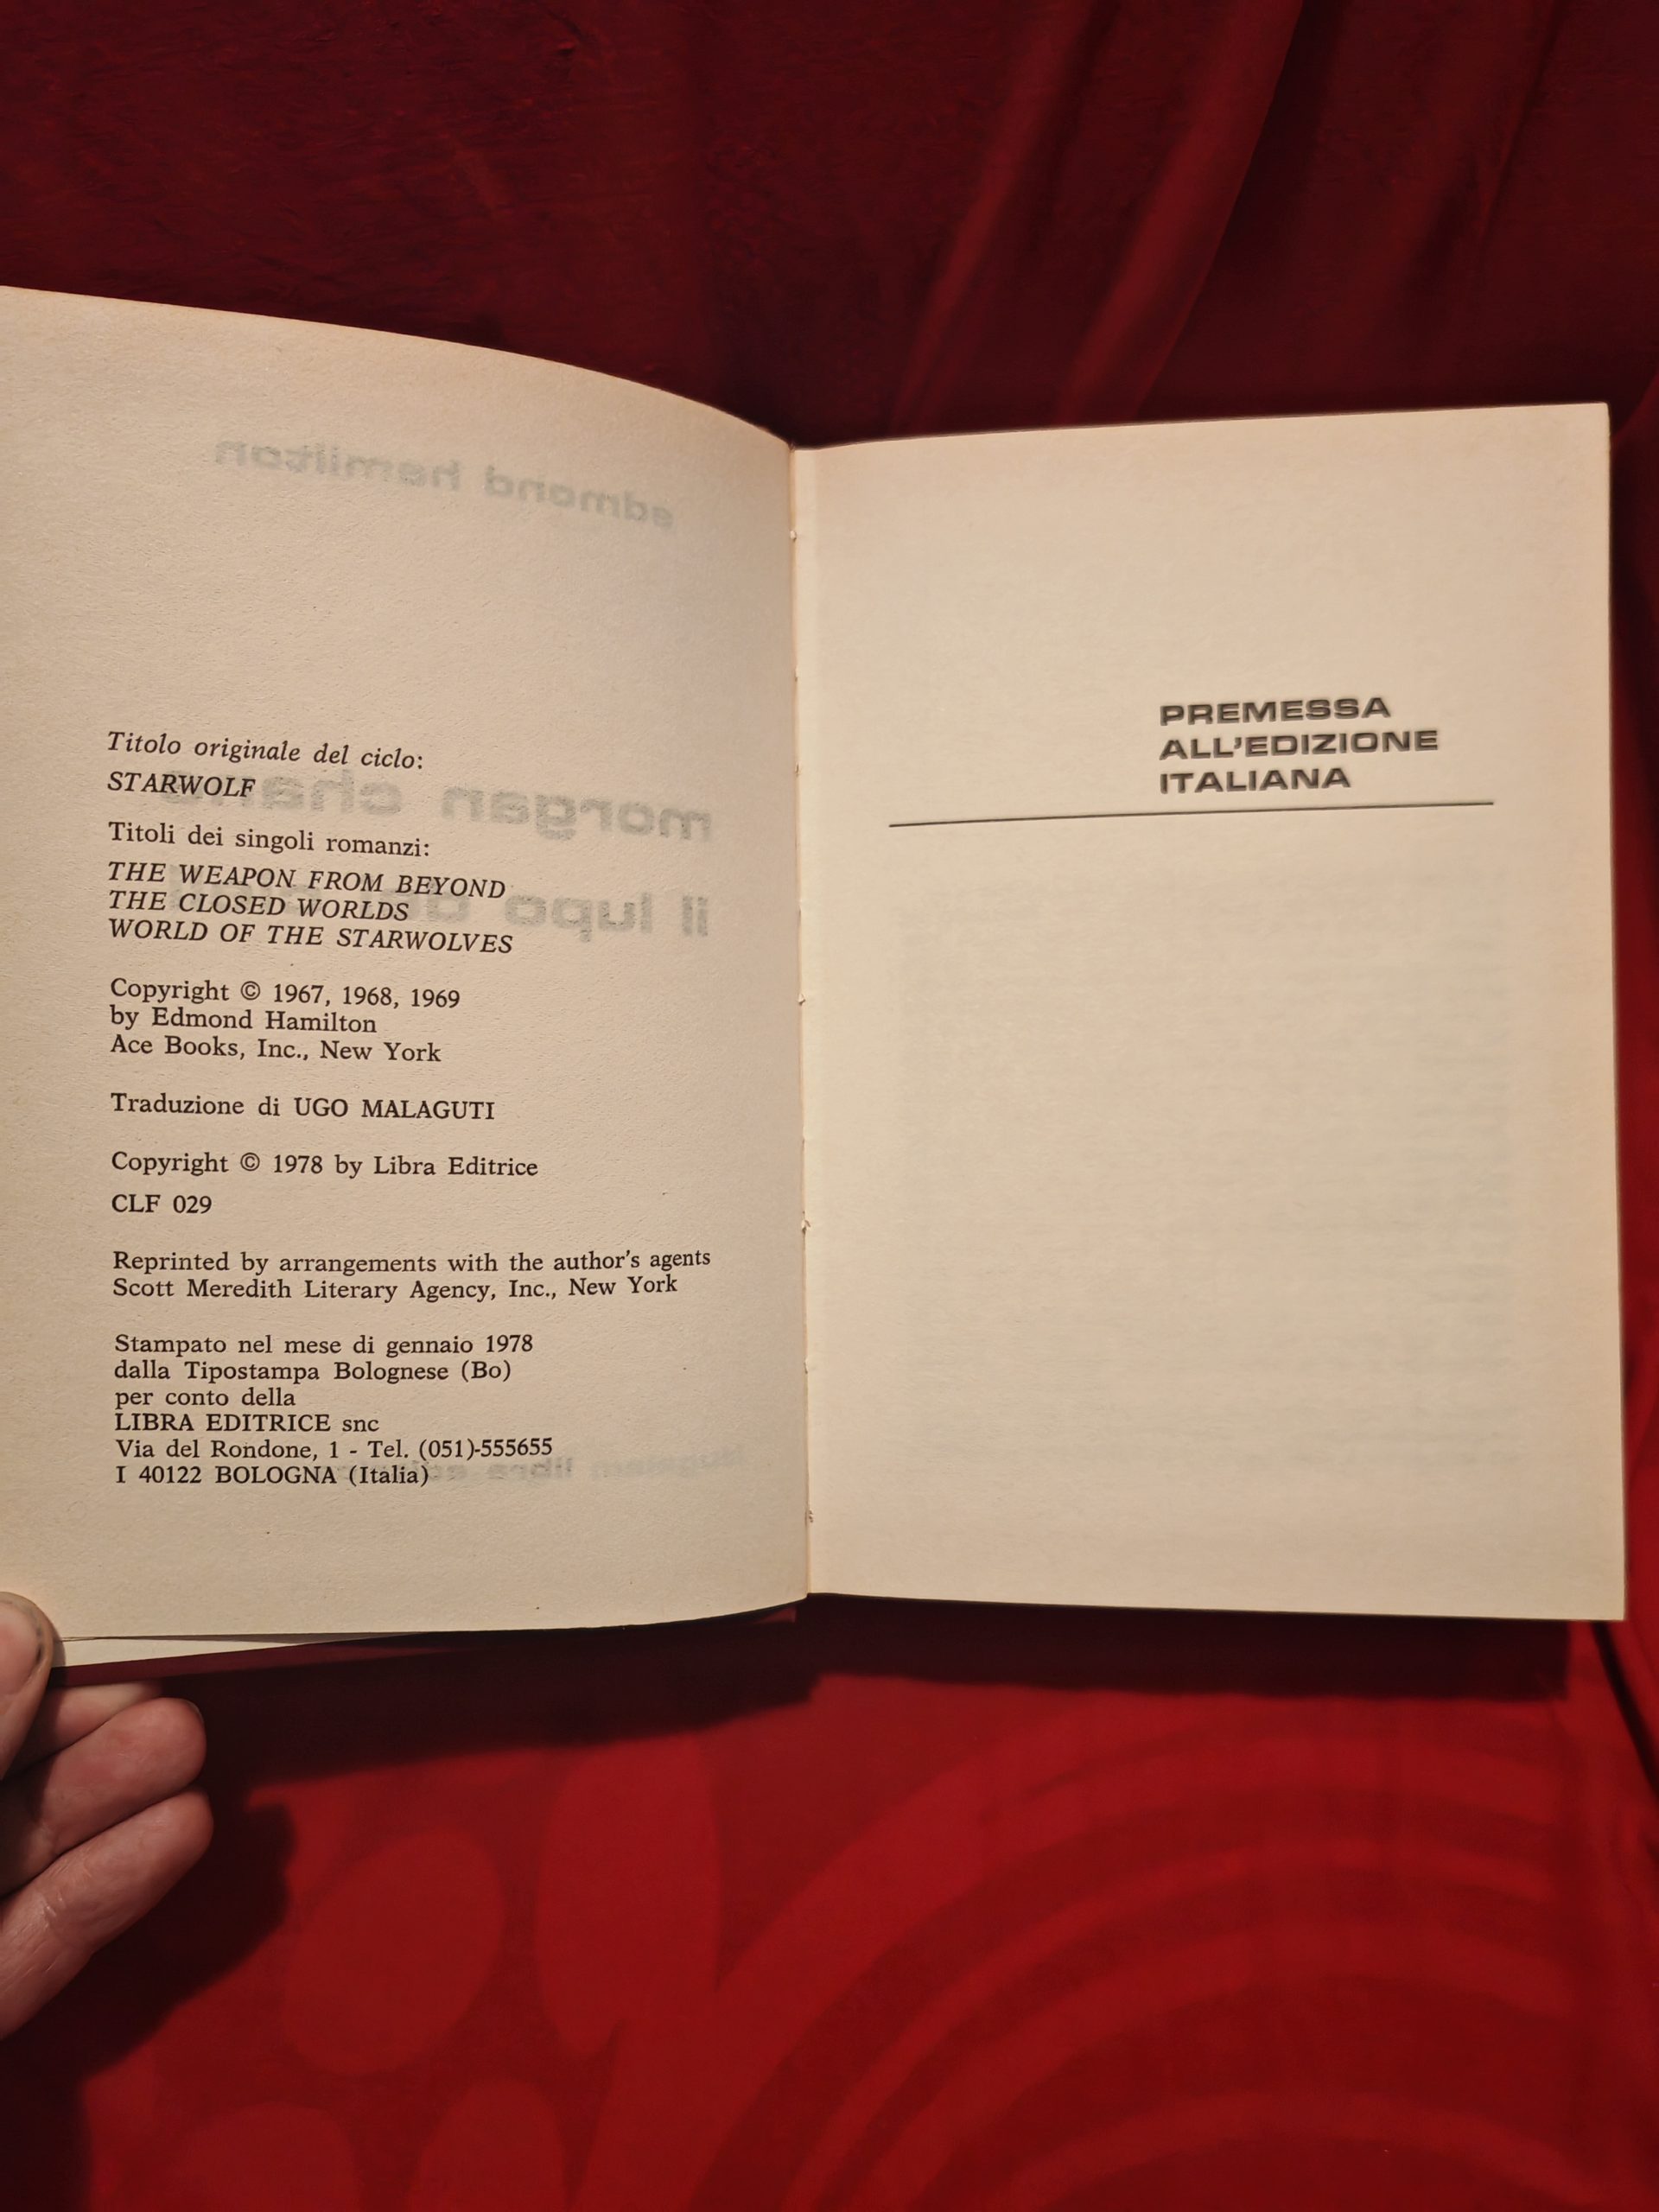 Titolo originale del ciclo:
STARWOLF
Titoli dei singoli romanzi:
THE WEAPON FROM BEYOND
THE CLOSED WORLDS
WORLD OF THE STARWOLVES
Copyright © 1967, 1968, 1969
by Edmond Hamilton
Ace Books, Inc., New York
Traduzione di UGO MALAGUTI
Copyright © 1978 by Libra Editrice
CLF 029
Reprinted by arrangements with the author's agents
Scott Meredith Literary Agency, Inc., New York
Stampato nel mese di gennaio 1978
dalla Tipostampa Bolognese (Bo)
per conto della
LIBRA EDITRICE snc
Via del Rondone, 1 - Tel. (051)-555655
I 40122 BOLOGNA (Italia)
PREMESSA
ALL'EDIZIONE
ITALIANA